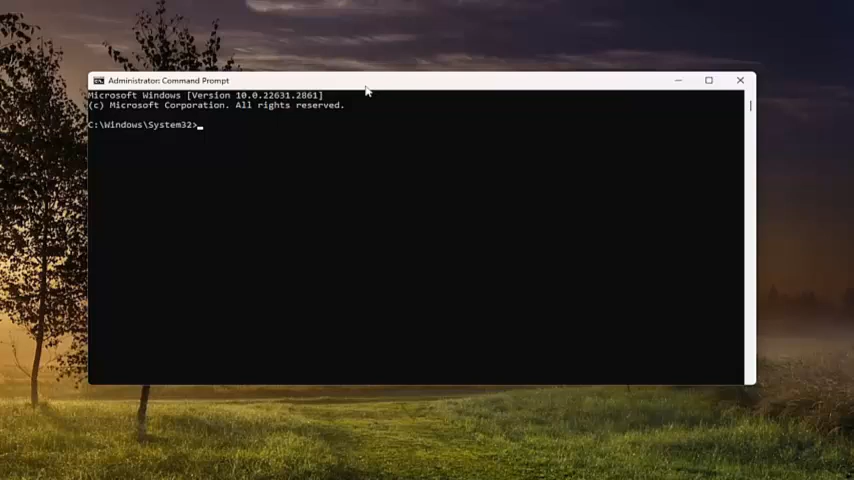 Administrator: Command Prompt
Microsoft Windows [Version 10.0.22631.2861]
(c) Microsoft Corporation. All rights reserved.
C:\Windows\System32>